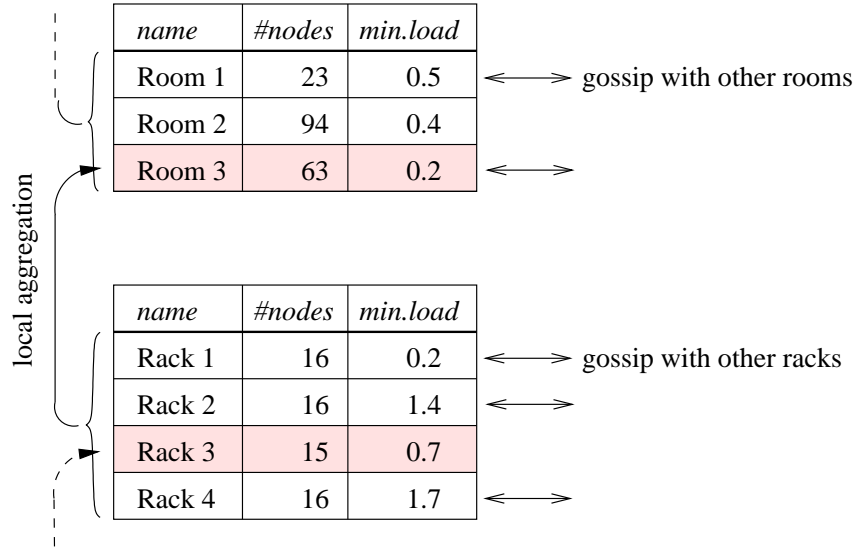 name #nodes min.load
Room 1 23 0.5 gossip with other rooms
Room 2 94 0.4
Room 3 63 0.2
local aggregation
name #nodes min.load
Rack 1 16 0.2 gossip with other racks
Rack 2 16 1.4
Rack 3 15 0.7
Rack 4 16 1.7